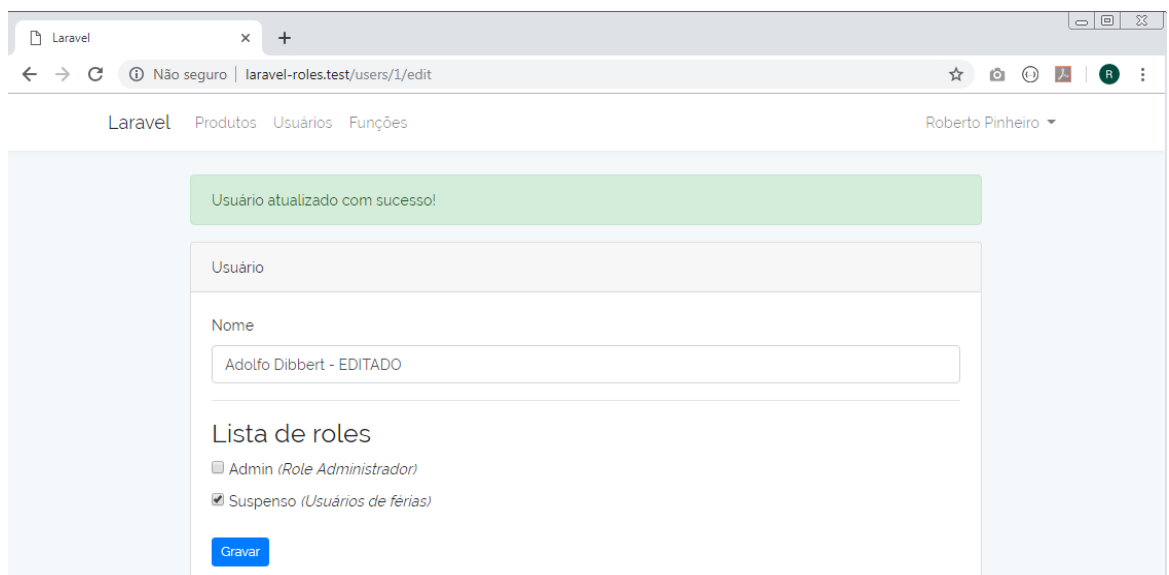 Laravel
Não seguro | laravel-roles.test/users/1/edit
R
Laravel Produtos Usuários Funções Roberto Pinheiro
Usuário atualizado com sucesso!
Usuário
Nome
Adolfo Dibbert - EDITADO
Lista de roles
Admin (Role Administrador)
Suspenso (Usuários de férias)
Gravar